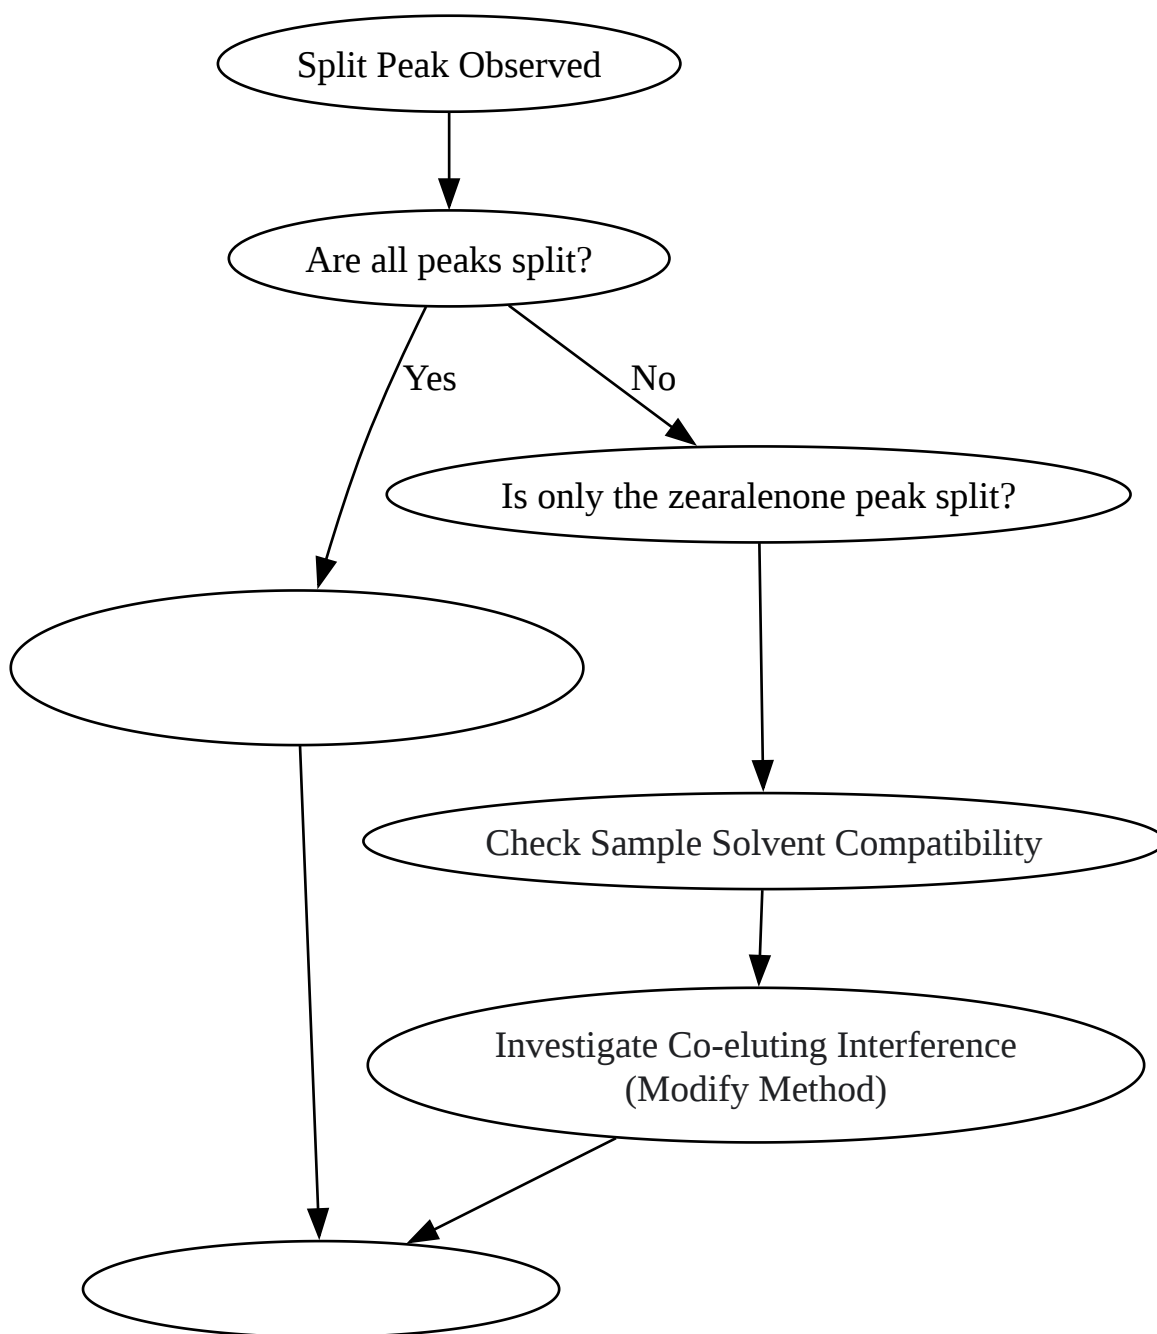 Split Peak Observed
Are all peaks split?
Yes
No
Is only the zearalenone peak split?
Check Sample Solvent Compatibility
Investigate Co-eluting Interference
(Modify Method)